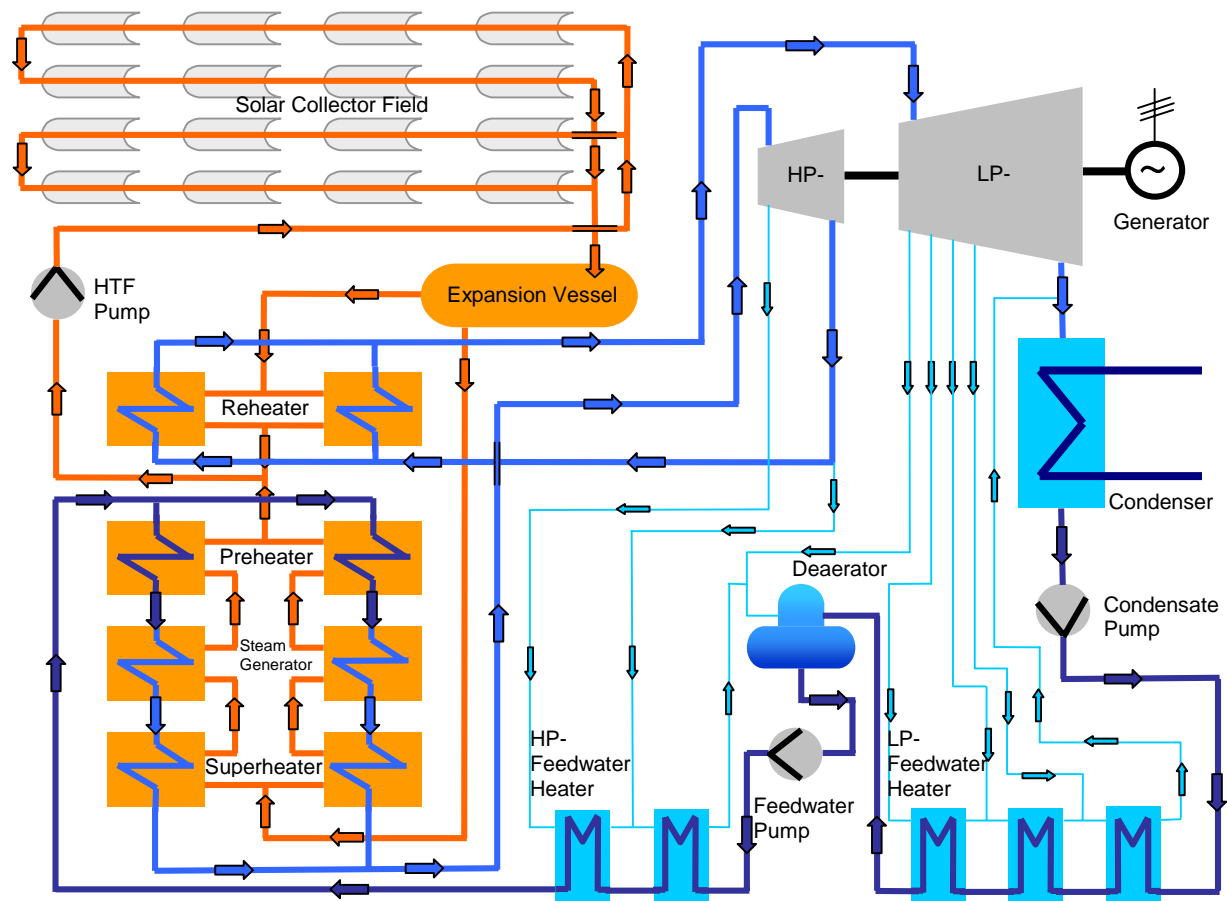 Solar Collector Field
HP-
LP-
Generator
HTF
Pump
Expansion Vessel
Reheater
Condenser
Preheater
Deaerator
Condensate
Pump
Steam
Generator
HP-
Feedwater
Heater
LP-
Feedwater
Heater
Superheater
Feedwater
Pump